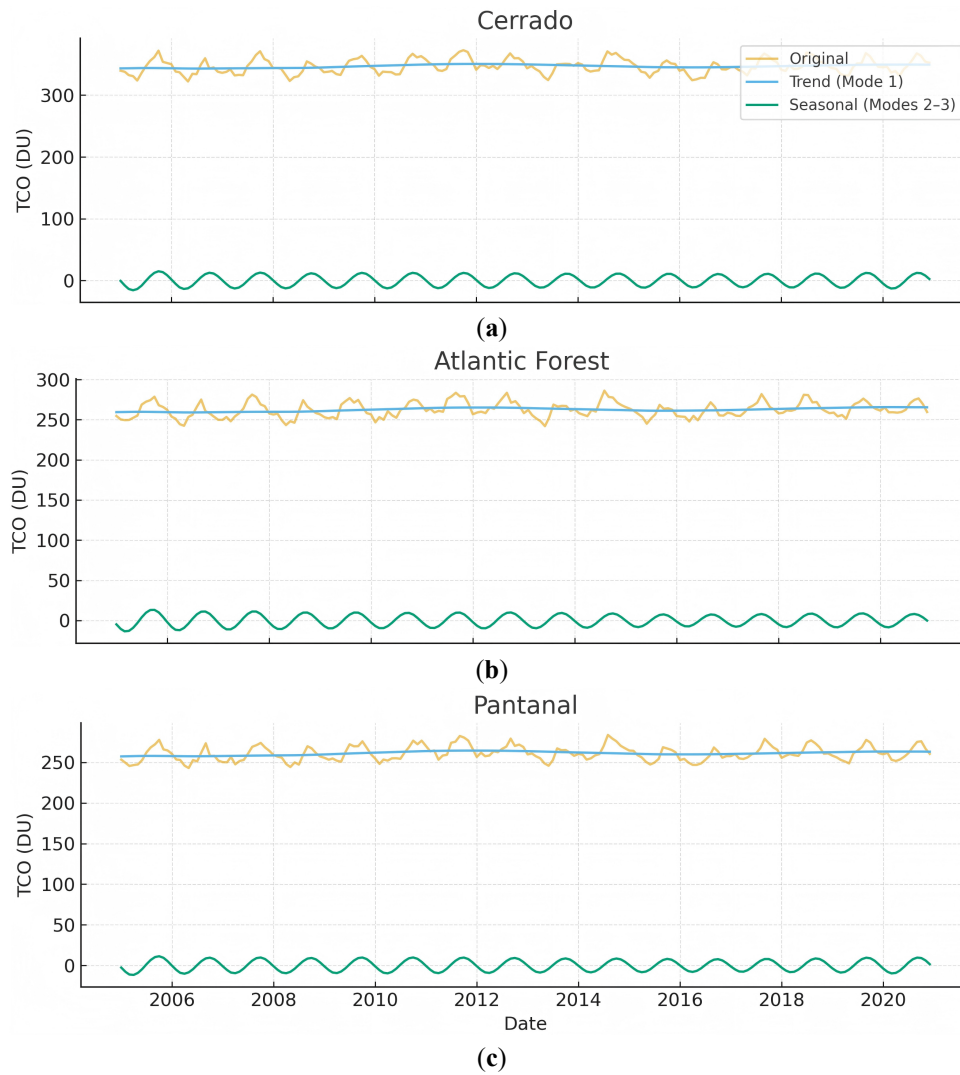 Cerrado
Original
Trend (Mode 1)
Seasonal (Modes 2–3)
TCO (DU)
300
200
100
0
(a)
Atlantic Forest
TCO (DU)
300
250
200
150
100
50
0
(b)
Pantanal
TCO (DU)
250
200
150
100
50
0
2006 2008 2010 2012 2014 2016 2018 2020
Date
(c)